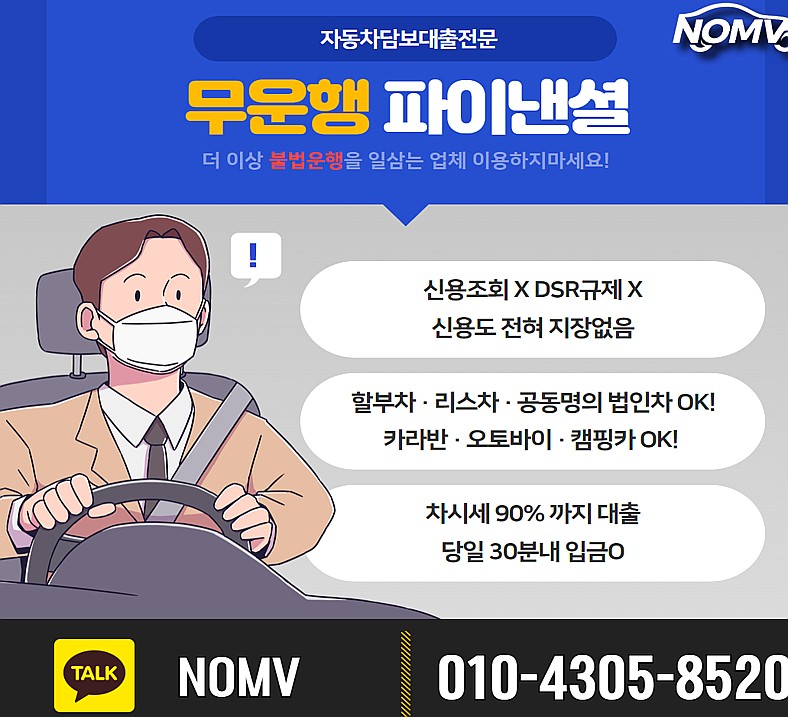 자동차담보대출전문
NOMV
무운행 파이낸셜
더 이상 불법운행을 일삼는 업체 이용하지마세요!
!
신용조회 X DSR규제 X
신용도 전혀 지장없음
할부차 · 리스차 · 공동명의 법인차 OK!
카라반 · 오토바이 · 캠핑카 OK!
차시세 90% 까지 대출
당일 30분내 입금O
TALK
NOMV
010-4305-8520